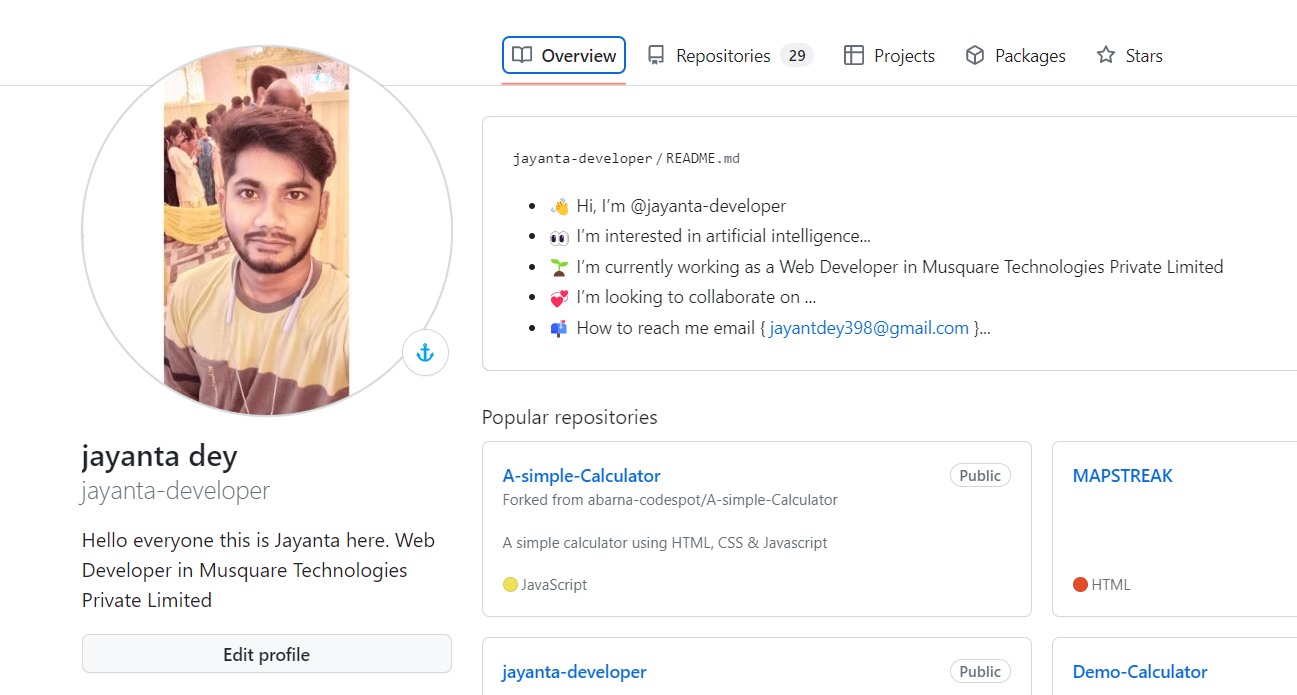 Overview
Repositories 29
Projects
Packages
Stars
jayanta-developer / README.md
👋 Hi, I’m @jayanta-developer
👀 I’m interested in artificial intelligence...
🌱 I’m currently working as a Web Developer in Musquare Technologies Private Limited
💞️ I’m looking to collaborate on ...
📫 How to reach me email { jayantdey398@gmail.com }...
jayanta dey
jayanta-developer
Hello everyone this is Jayanta here. Web
Developer in Musquare Technologies
Private Limited
Edit profile
Popular repositories
A-simple-Calculator Public
Forked from abarna-codespot/A-simple-Calculator
A simple calculator using HTML, CSS & Javascript
JavaScript
MAPSTREAK
HTML
jayanta-developer Public
Demo-Calculator